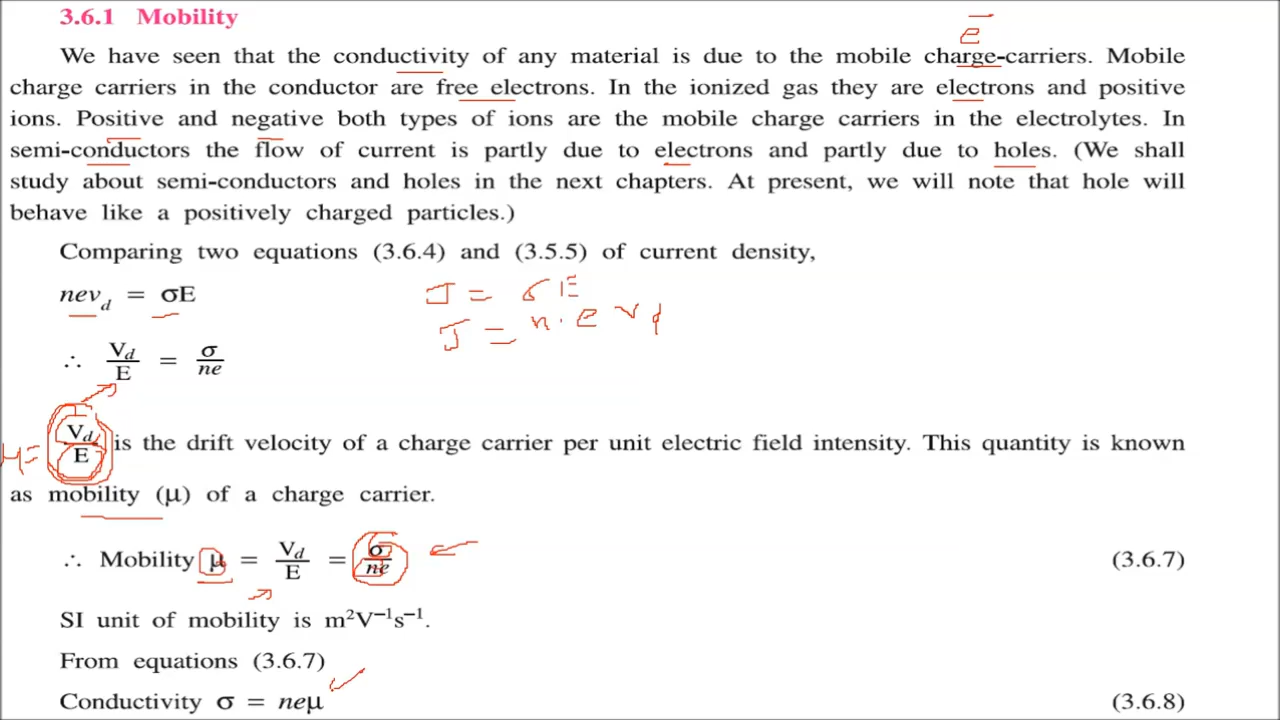 3.6.1 Mobility
e
We have seen that the conductivity of any material is due to the mobile charge-carriers. Mobile
charge carriers in the conductor are free electrons. In the ionized gas they are electrons and positive
ions. Positive and negative both types of ions are the mobile charge carriers in the electrolytes. In
semi-conductors the flow of current is partly due to electrons and partly due to holes. (We shall
study about semi-conductors and holes in the next chapters. At present, we will note that hole will
behave like a positively charged particles.)
Comparing two equations (3.6.4) and (3.5.5) of current density,
nev_d = σE
J = σ E
J = n. e v d
∴ V_d/E = σ/ne
μ = V_d/E is the drift velocity of a charge carrier per unit electric field intensity. This quantity is known
as mobility (μ) of a charge carrier.
∴ Mobility μ = V_d/E = σ/ne (3.6.7)
SI unit of mobility is m²V⁻¹s⁻¹.
From equations (3.6.7)
Conductivity σ = neμ (3.6.8)